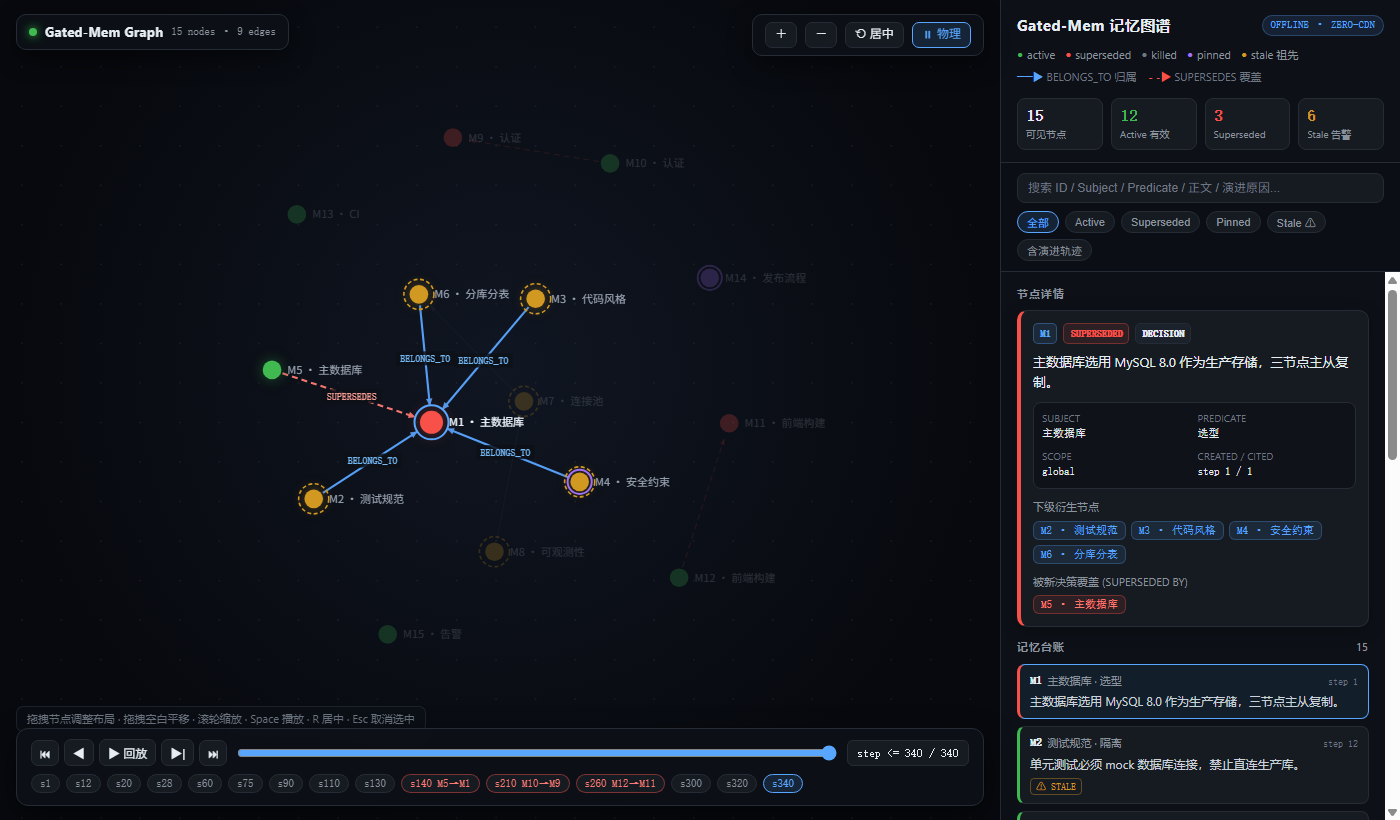 Gated-Mem Graph 15 nodes • 9 edges
+ − 居中 物理
M9 • 认证
M10 • 认证
M13 • CI
M14 • 发布流程
M6 • 分库分表
M3 • 代码风格
BELONGS_TO BELONGS_TO
M5 • 主数据库
SUPERSEDES
M7 • 连接池
M1 • 主数据库
M11 • 前端构建
BELONGS_TO
BELONGS_TO
M4 • 安全约束
M2 • 测试规范
M8 • 可观测性
M12 • 前端构建
M15 • 告警
拖拽节点调整布局 · 拖拽空白平移 · 滚轮缩放 · Space 播放 · R 居中 · Esc 取消选中
回放
step <= 340 / 340
s1 s12 s20 s28 s60 s75 s90 s110 s130 s140 M5→M1 s210 M10→M9 s260 M12→M11 s300 s320 s340
Gated-Mem 记忆图谱
OFFLINE • ZERO-CDN
active superseded killed pinned stale 祖先
BELONGS_TO 归属 SUPERSEDES 覆盖
15 12 3 6
可见节点 Active 有效 Superseded Stale 告警
搜索 ID / Subject / Predicate / 正文 / 演进原因...
全部 Active Superseded Pinned Stale ⚠
含演进轨迹
节点详情
M1 SUPERSEDED DECISION
主数据库选用 MySQL 8.0 作为生产存储，三节点主从复
制。
SUBJECT PREDICATE
主数据库 选型
SCOPE CREATED / CITED
global step 1 / 1
下级衍生节点
M2 • 测试规范 M3 • 代码风格 M4 • 安全约束
M6 • 分库分表
被新决策覆盖 (SUPERSEDED BY)
M5 • 主数据库
记忆台账 15
M1 主数据库 · 选型 step 1
主数据库选用 MySQL 8.0 作为生产存储，三节点主从复制。
M2 测试规范 · 隔离 step 12
单元测试必须 mock 数据库连接，禁止直连生产库。
⚠ STALE